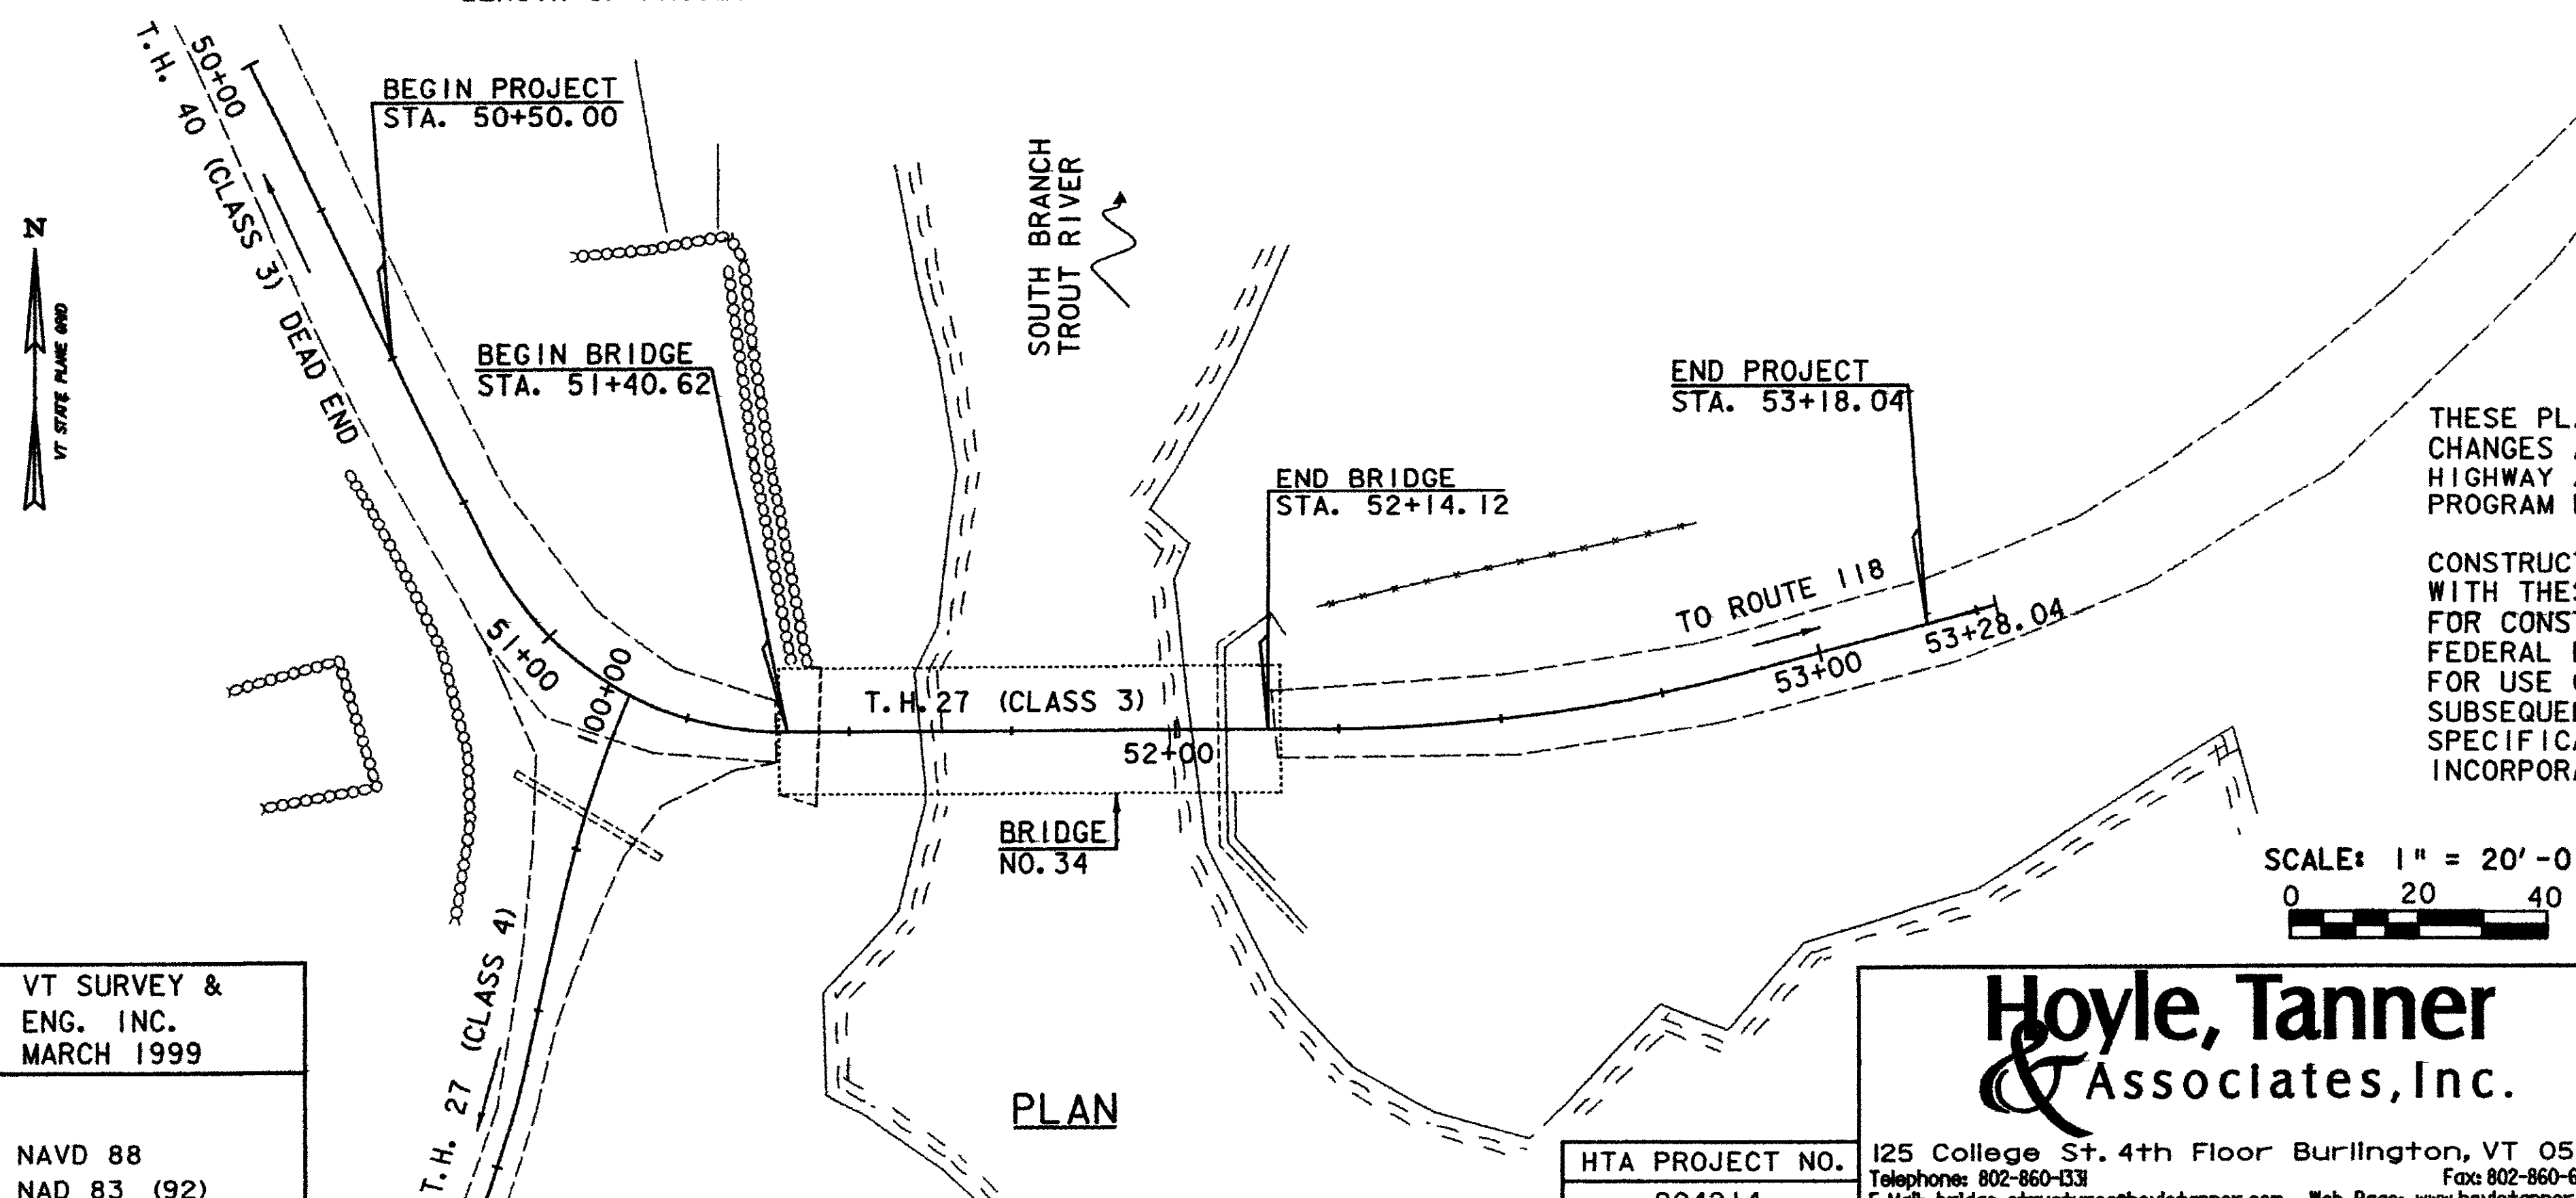 T.H. 40 (CLASS 3) DEAD END
50+00
BEGIN PROJECT
STA. 50+50.00
N
VT STATE PLANE GRID
BEGIN BRIDGE
STA. 51+40.62
SOUTH BRANCH
TROUT RIVER
END BRIDGE
STA. 52+14.12
END PROJECT
STA. 53+18.04
TO ROUTE 118
51+00
100+00
T.H.27 (CLASS 3)
52+00
53+00
53+28.04
BRIDGE
NO.34
T.H. 27 (CLASS 4)
THESE PL
CHANGES
HIGHWAY
PROGRAM
CONSTRUC
WITH THES
FOR CONS
FEDERAL
FOR USE
SUBSEQUE
SPECIFIC
INCORPOR
SCALE: 1" = 20'-0
0 20 40
VT SURVEY &
ENG. INC.
MARCH 1999
NAVD 88
NAD 83 (92)
PLAN
HTA PROJECT NO.
Hoyle, Tanner
& Associates, Inc.
125 College St. 4th Floor Burlington, VT 05
Telephone: 802-860-1331
Fax: 802-860-6